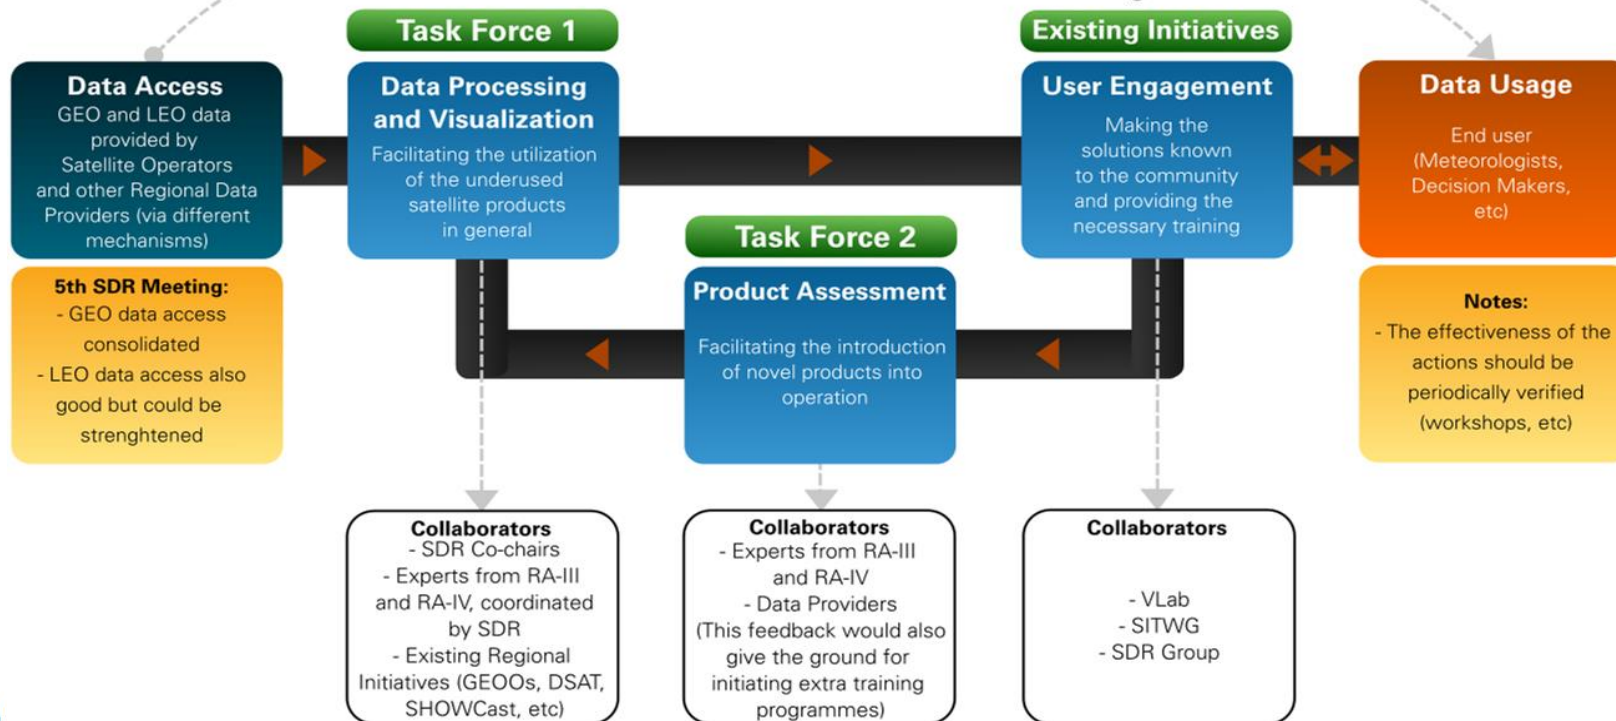 Task Force 1
Existing Initiatives
Data Access
GEO and LEO data
provided by
Satellite Operators
and other Regional Data
Providers (via different
mechanisms)
Data Processing
and Visualization
Facilitating the utilization
of the underused
satellite products
in general
User Engagement
Making the
solutions known
to the community
and providing the
necessary training
Data Usage
End user
(Meteorologists,
Decision Makers,
etc)
Task Force 2
Product Assessment
Facilitating the introduction
of novel products into
operation
5th SDR Meeting:
- GEO data access
consolidated
- LEO data access also
good but could be
strenghtened
Notes:
- The effectiveness of the
actions should be
periodically verified
(workshops, etc)
Collaborators
- SDR Co-chairs
- Experts from RA-III
and RA-IV, coordinated
by SDR
- Existing Regional
Initiatives (GEOOs, DSAT,
SHOWCast, etc)
Collaborators
- Experts from RA-III
and RA-IV
- Data Providers
(This feedback would also
give the ground for
initiating extra training
programmes)
Collaborators
- VLab
- SITWG
- SDR Group